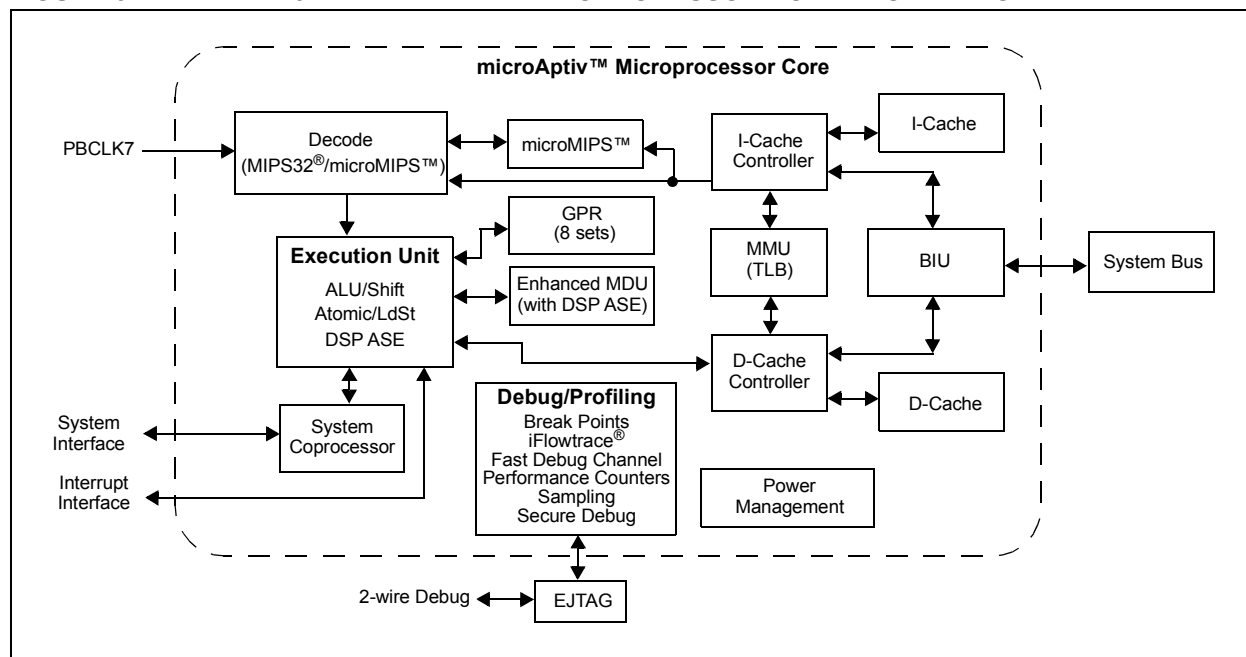 microAptiv™ Microprocessor Core
PBCLK7
Decode
(MIPS32®/microMIPS™)
microMIPS™
I-Cache
Controller
I-Cache
GPR
(8 sets)
Execution Unit
ALU/Shift
Atomic/LdSt
DSP ASE
Enhanced MDU
(with DSP ASE)
MMU
(TLB)
BIU
System Bus
D-Cache
Controller
D-Cache
Debug/Profiling
Break Points
iFlowtrace®
Fast Debug Channel
Performance Counters
Sampling
Secure Debug
System
Interface
System
Coprocessor
Interrupt
Interface
Power
Management
2-wire Debug
EJTAG